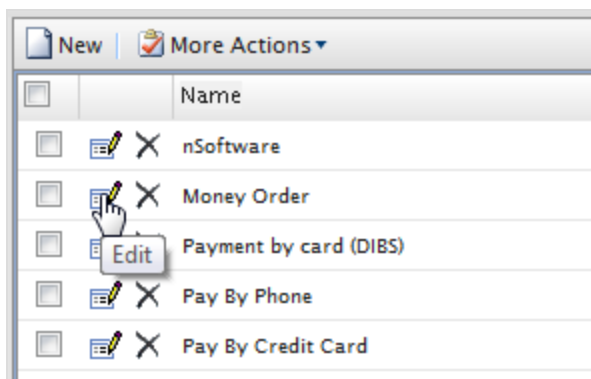 New More Actions
Name
nSoftware
Money Order
Edit
Payment by card (DIBS)
Pay By Phone
Pay By Credit Card